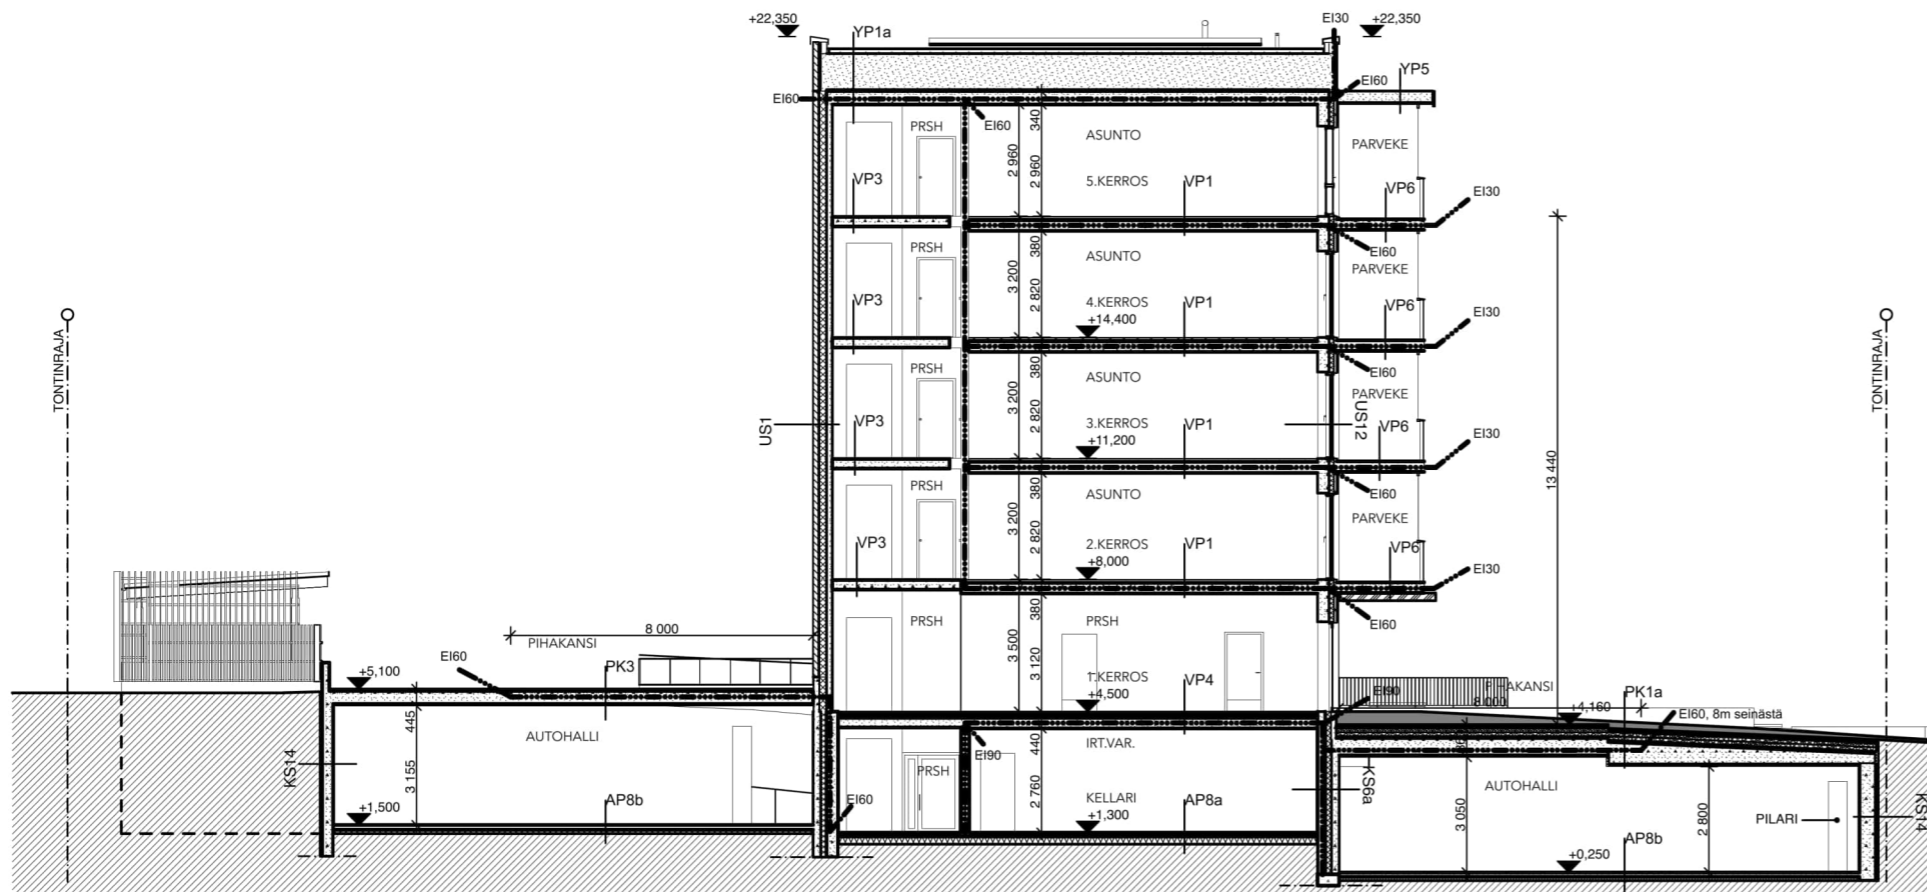 +22,350
EI30
+22,350
YP1a
EI60
EI60
YP5
PRSH
EI60
340
ASUNTO
PARVEKE
2 960
2 960
VP3
5.KERROS
VP1
VP6
EI30
PRSH
380
ASUNTO
EI60
PARVEKE
3 200
2 820
VP3
4.KERROS
VP1
VP6
EI30
+14,400
PRSH
380
ASUNTO
EI60
PARVEKE
3 200
2 820
US1
VP3
3.KERROS
VP1
US12
VP6
EI30
+11,200
PRSH
380
ASUNTO
EI60
PARVEKE
3 200
2 820
VP3
2.KERROS
VP1
VP6
EI30
+8,000
13 440
TONTINRAJA
TONTINRAJA
8 000
PIHAKANSI
EI60
PK3
+5,100
PRSH
380
PRSH
EI60
3 500
3 120
1.KERROS
VP4
+4,500
EI90
8 000
PK1a
+4,160
EI60, 8m seinästä
445
AUTOHALLI
3 155
KS14
+1,500
AP8b
EI60
PRSH
EI90
440
IRT.VAR.
2 760
KELLARI
AP8a
+1,300
KS6a
AUTOHALLI
3 050
2 800
PILARI
KS14
AP8b
+0,250